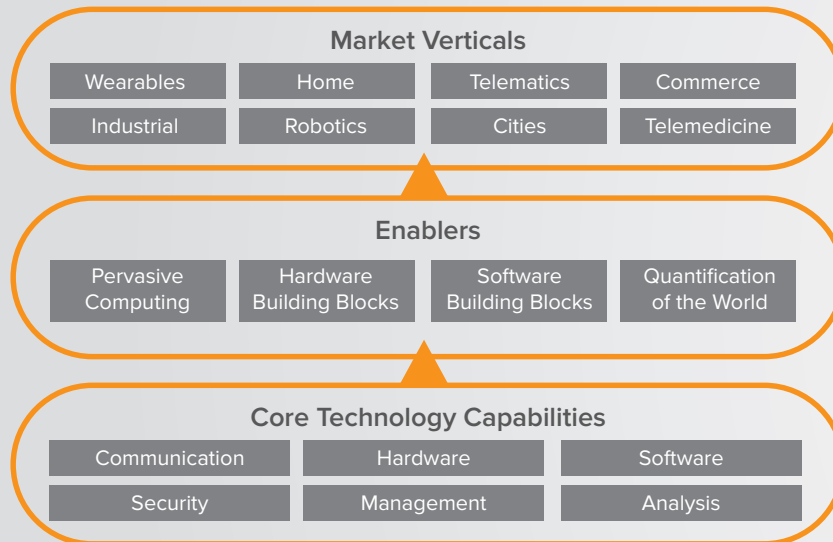 Market Verticals
Wearables
Home
Telematics
Commerce
Industrial
Robotics
Cities
Telemedicine
Enablers
Pervasive
Computing
Hardware
Building Blocks
Software
Building Blocks
Quantification
of the World
Core Technology Capabilities
Communication
Hardware
Software
Security
Management
Analysis